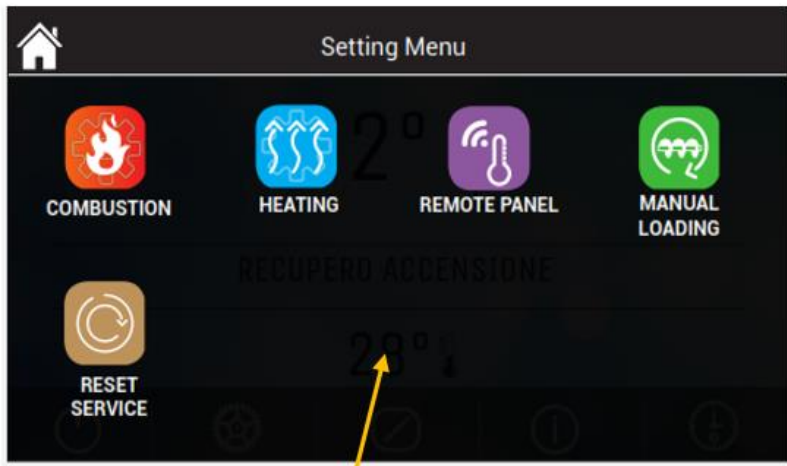 Setting Menu
2°
COMBUSTION
HEATING
REMOTE PANEL
MANUAL
LOADING
RECUPERO ACCENSIONE
28°
RESET
SERVICE